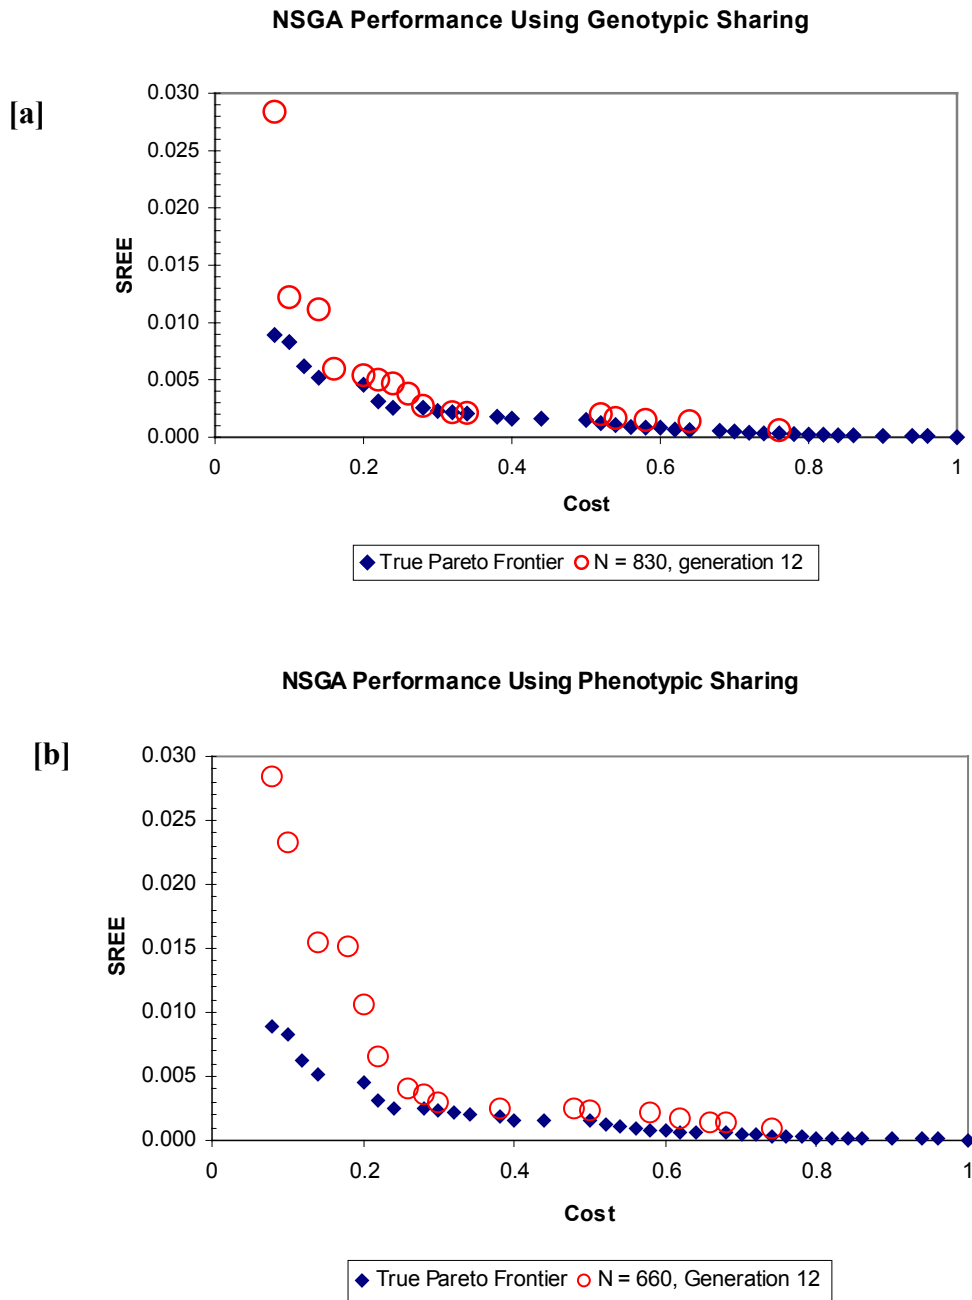 NSGA Performance Using Genotypic Sharing
[a]
0.030
0.025
0.020
0.015
0.010
0.005
0.000
SREE
0 0.2 0.4 0.6 0.8 1
Cost
True Pareto Frontier N = 830, generation 12
NSGA Performance Using Phenotypic Sharing
[b]
0.030
0.025
0.020
0.015
0.010
0.005
0.000
SREE
0 0.2 0.4 0.6 0.8 1
Cost
True Pareto Frontier N = 660, Generation 12